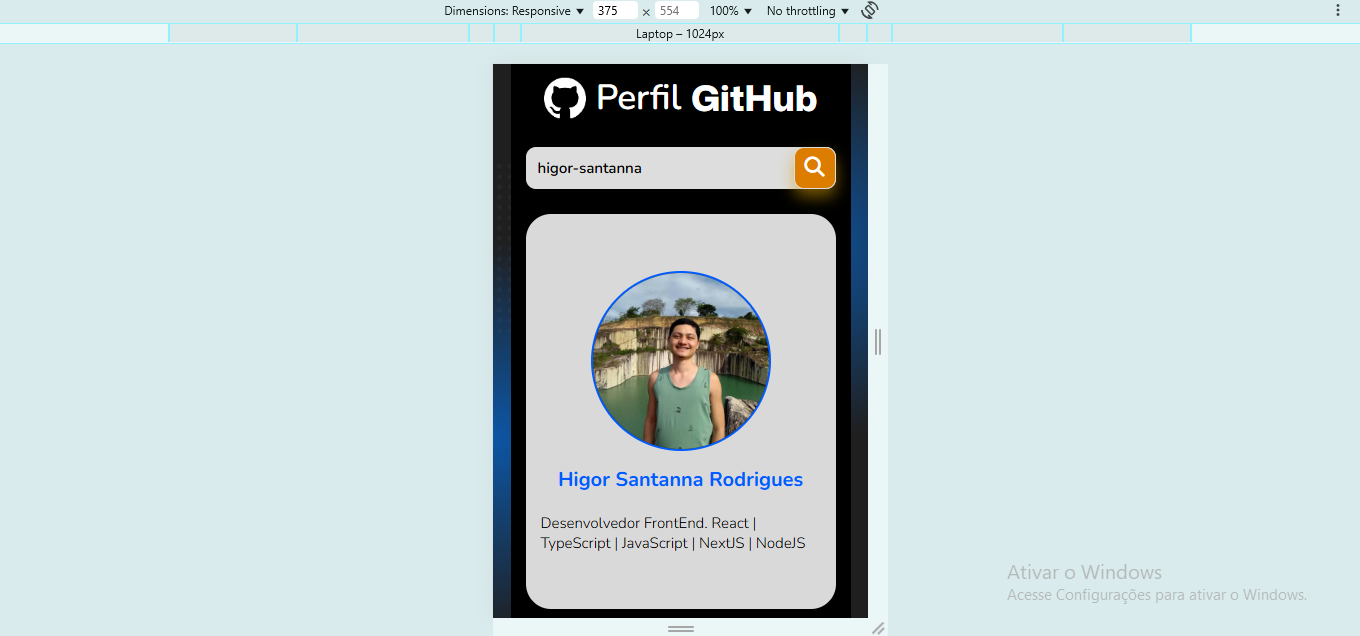 Dimensions: Responsive 375 x 554 100% No throttling
Laptop – 1024px
Perfil GitHub
higor-santanna
Higor Santanna Rodrigues
Desenvolvedor FrontEnd. React |
TypeScript | JavaScript | NextJS | NodeJS
Ativar o Windows
Acesse Configurações para ativar o Windows.